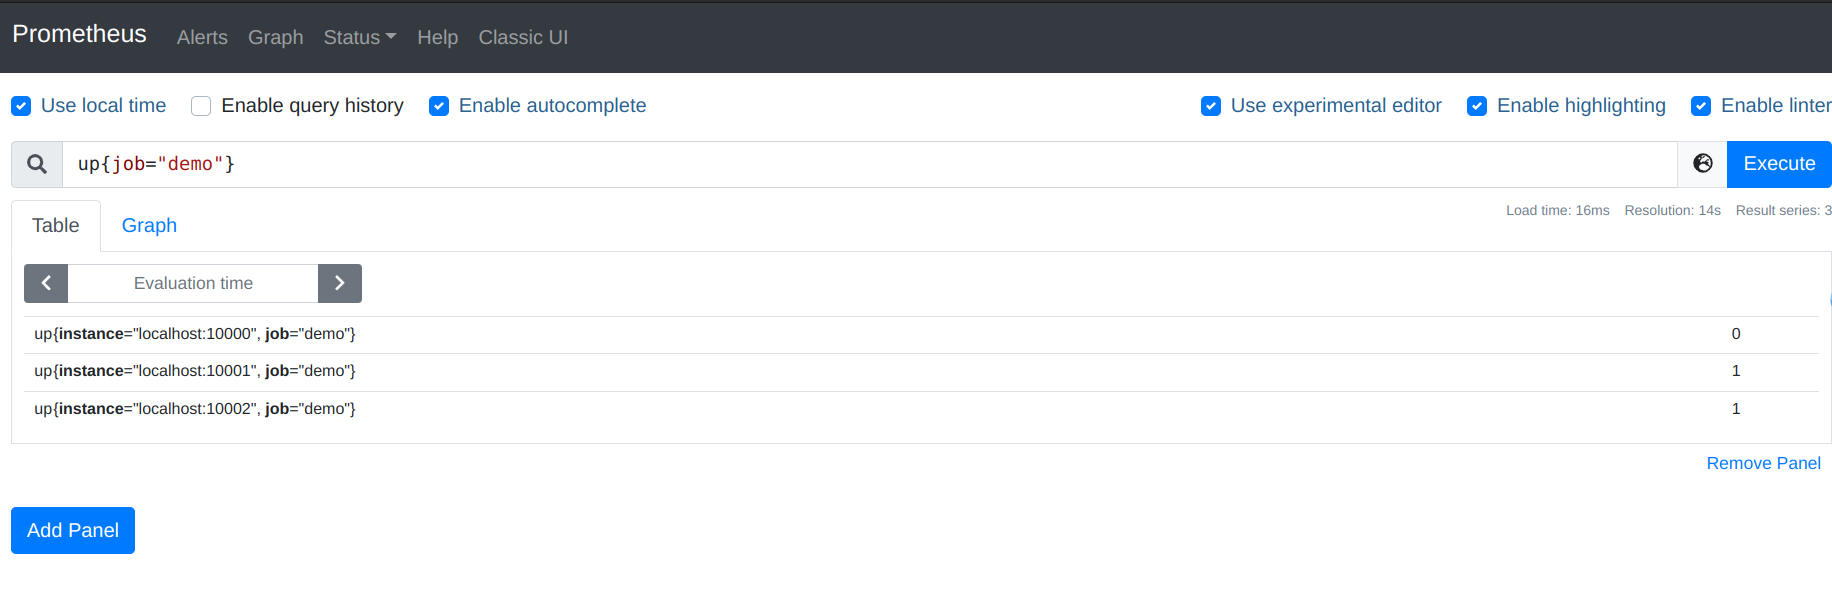 Prometheus Alerts Graph Status Help Classic UI
Use local time Enable query history Enable autocomplete Use experimental editor Enable highlighting Enable linter
up{job="demo"} Execute
Table Graph Load time: 16ms Resolution: 14s Result series: 3
Evaluation time
up{instance="localhost:10000", job="demo"} 0
up{instance="localhost:10001", job="demo"} 1
up{instance="localhost:10002", job="demo"} 1
Remove Panel
Add Panel